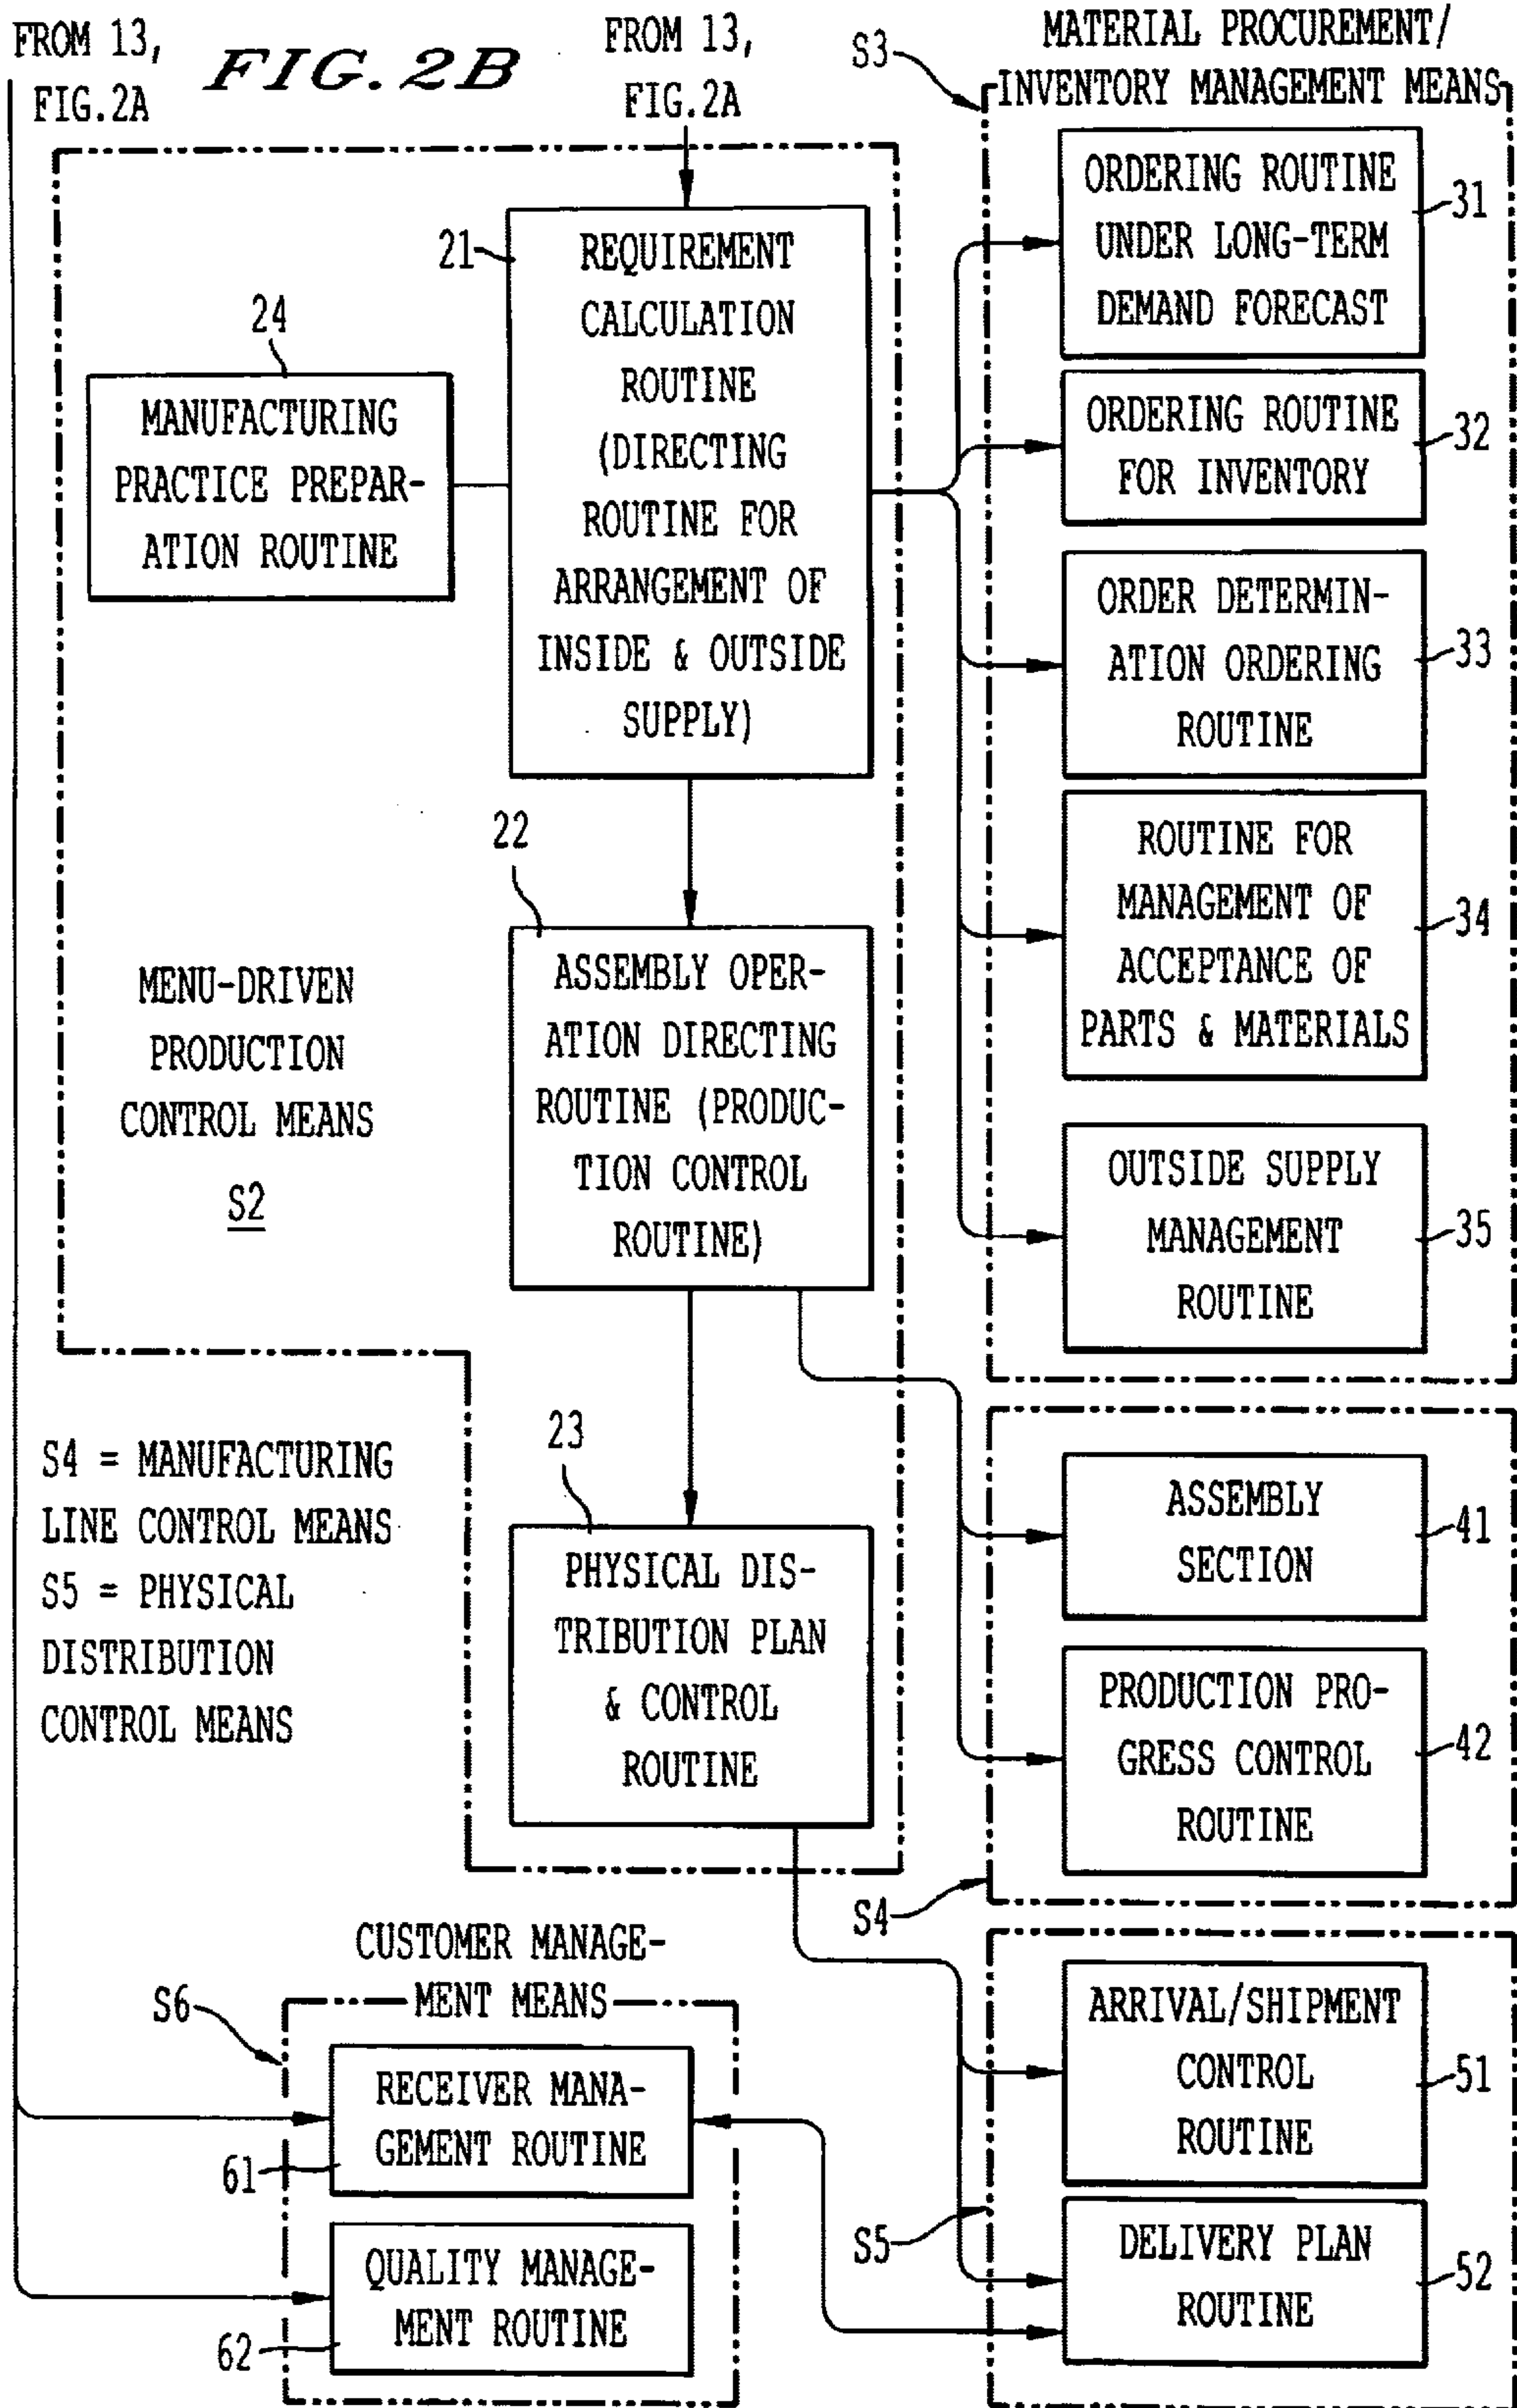 FROM 13,
FIG.2A
FIG.2B
FROM 13,
FIG.2A
S3
MATERIAL PROCUREMENT/
INVENTORY MANAGEMENT MEANS
21
REQUIREMENT
CALCULATION
ROUTINE
(DIRECTING
ROUTINE FOR
ARRANGEMENT OF
INSIDE & OUTSIDE
SUPPLY)
24
MANUFACTURING
PRACTICE PREPAR-
ATION ROUTINE
ORDERING ROUTINE
UNDER LONG-TERM
DEMAND FORECAST
31
ORDERING ROUTINE
FOR INVENTORY
32
ORDER DETERMIN-
ATION ORDERING
ROUTINE
33
ROUTINE FOR
MANAGEMENT OF
ACCEPTANCE OF
PARTS & MATERIALS
34
OUTSIDE SUPPLY
MANAGEMENT
ROUTINE
35
22
ASSEMBLY OPER-
ATION DIRECTING
ROUTINE (PRODUC-
TION CONTROL
ROUTINE)
MENU-DRIVEN
PRODUCTION
CONTROL MEANS
S2
23
PHYSICAL DIS-
TRIBUTION PLAN
& CONTROL
ROUTINE
S4 = MANUFACTURING
LINE CONTROL MEANS
S5 = PHYSICAL
DISTRIBUTION
CONTROL MEANS
ASSEMBLY
SECTION
41
PRODUCTION PRO-
GRESS CONTROL
ROUTINE
42
S4
CUSTOMER MANAGE-
MENT MEANS
S6
RECEIVER MANA-
GEMENT ROUTINE
61
QUALITY MANAGE-
MENT ROUTINE
62
ARRIVAL/SHIPMENT
CONTROL
ROUTINE
51
S5
DELIVERY PLAN
ROUTINE
52